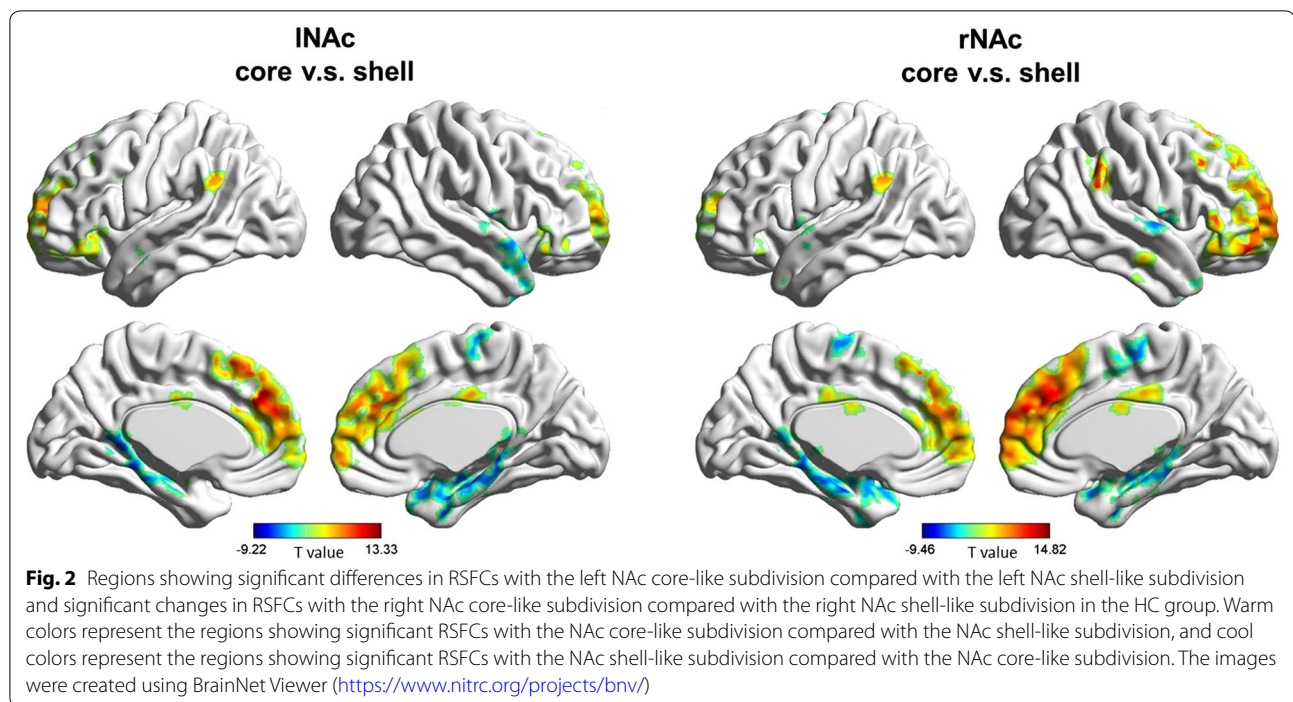 lNAc
core v.s. shell
rNAc
core v.s. shell
-9.22 T value 13.33
-9.46 T value 14.82
Fig. 2 Regions showing significant differences in RSFCs with the left NAc core-like subdivision compared with the left NAc shell-like subdivision
and significant changes in RSFCs with the right NAc core-like subdivision compared with the right NAc shell-like subdivision in the HC group. Warm
colors represent the regions showing significant RSFCs with the NAc core-like subdivision compared with the NAc shell-like subdivision, and cool
colors represent the regions showing significant RSFCs with the NAc shell-like subdivision compared with the NAc core-like subdivision. The images
were created using BrainNet Viewer (https://www.nitrc.org/projects/bnv/)